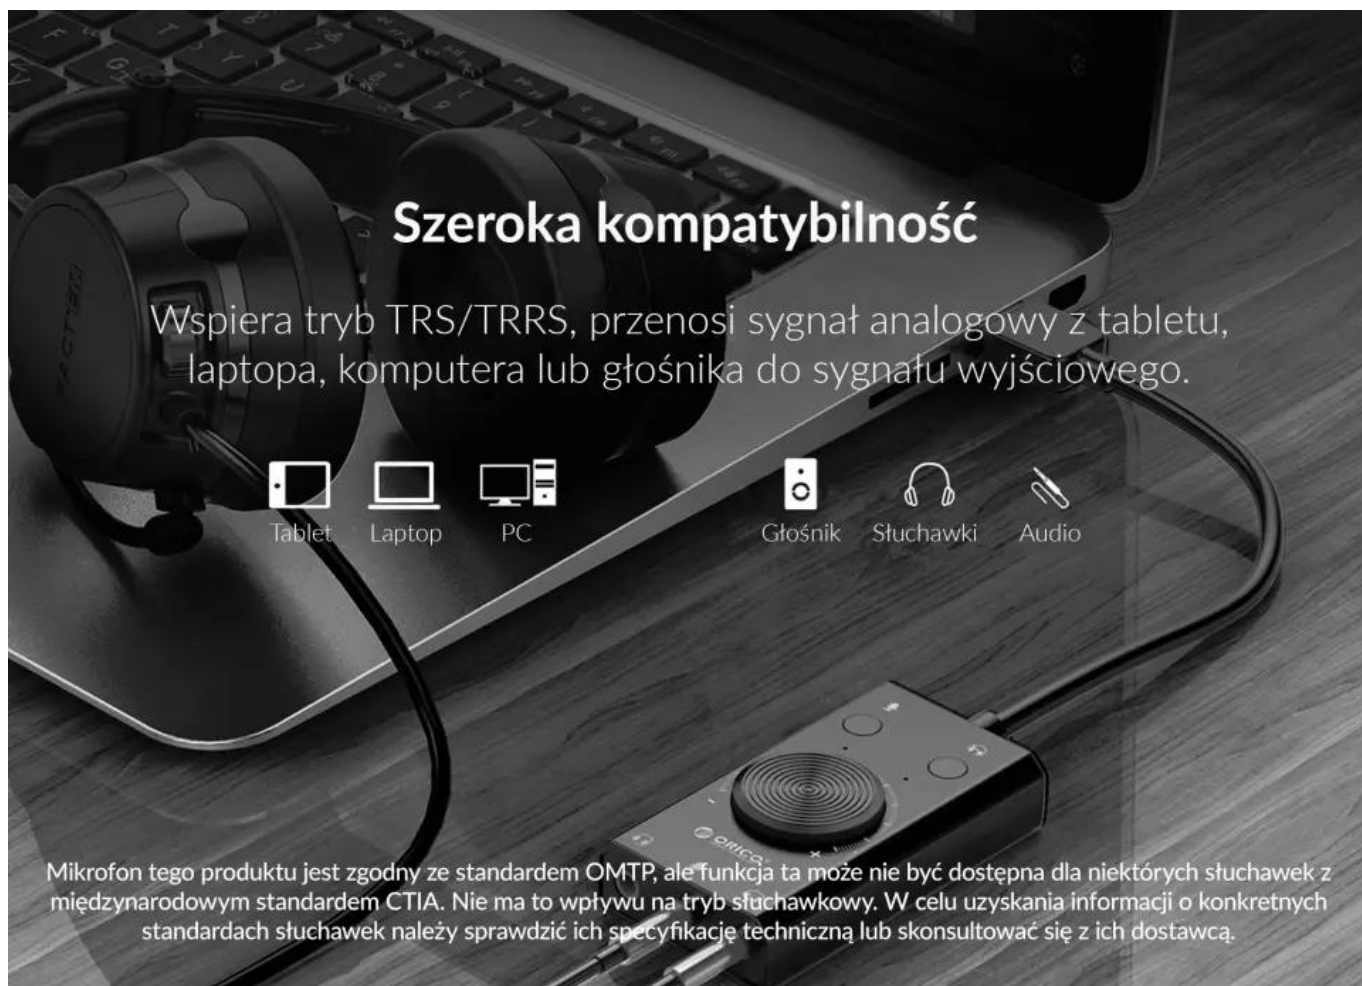 Szeroka kompatybilność
Wspiera tryb TRS/TRRS, przenosi sygnał analogowy z tabletu,
laptopa, komputera lub głośnika do sygnału wyjściowego.
Tablet Laptop PC Głośnik Słuchawki Audio
ORICO
Mikrofon tego produktu jest zgodny ze standardem OMTP, ale funkcja ta może nie być dostępna dla niektórych słuchawek z
międzynarodowym standardem CTIA. Nie ma to wpływu na tryb słuchawkowy. W celu uzyskania informacji o konkretnych
standardach słuchawek należy sprawdzić ich specyfikację techniczną lub skonsultować się z ich dostawcą.